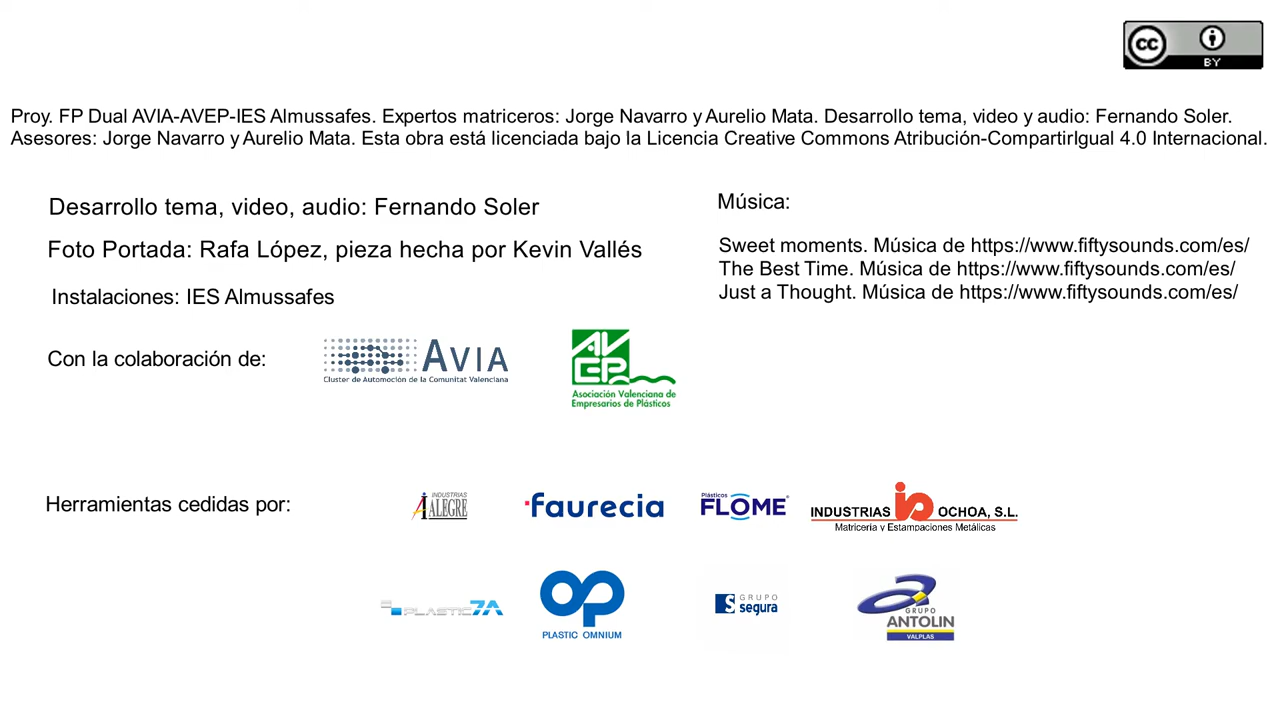 cc
BY
Proy. FP Dual AVIA-AVEP-IES Almussafes. Expertos matriceros: Jorge Navarro y Aurelio Mata. Desarrollo tema, video y audio: Fernando Soler.
Asesores: Jorge Navarro y Aurelio Mata. Esta obra está licenciada bajo la Licencia Creative Commons Atribución-CompartirIgual 4.0 Internacional.
Desarrollo tema, video, audio: Fernando Soler
Foto Portada: Rafa López, pieza hecha por Kevin Vallés
Instalaciones: IES Almussafes
Música:
Sweet moments. Música de https://www.fiftysounds.com/es/
The Best Time. Música de https://www.fiftysounds.com/es/
Just a Thought. Música de https://www.fiftysounds.com/es/
Con la colaboración de:
AVIA
Cluster de Automoción de la Comunitat Valenciana
AVEP
Asociación Valenciana de
Empresarios de Plásticos
Herramientas cedidas por:
INDUSTRIAS
ALEGRE
faurecia
Plásticos
FLOME
INDUSTRIAS OCHOA, S.L.
Matricería y Estampaciones Metálicas
PLASTIC7A
PLASTIC OMNIUM
GRUPO
segura
GRUPO
ANTOLIN
VALPLAS